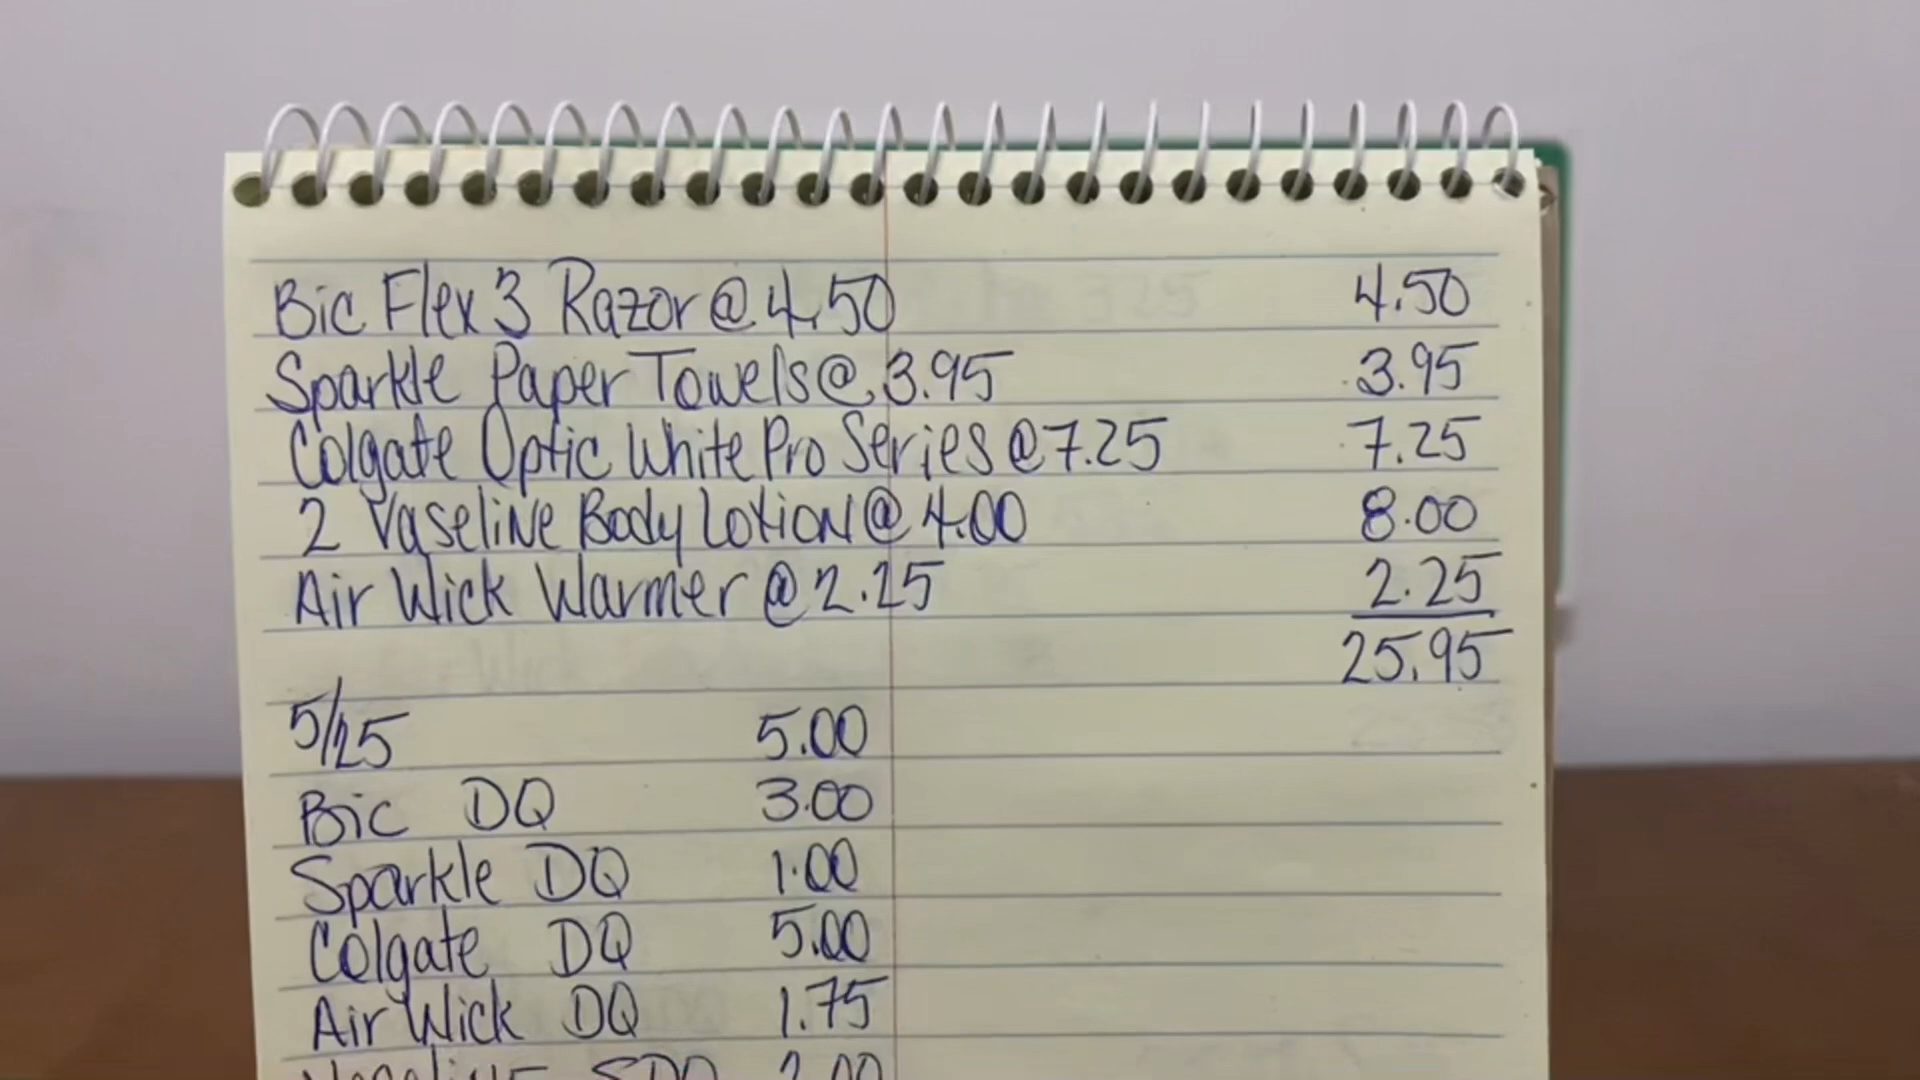 Bic Flex 3 Razor @ 4.50 4.50
Sparkle Paper Towels @ 3.95 3.95
Colgate Optic White Pro Series @ 7.25 7.25
2 Vaseline Body Lotion @ 4.00 8.00
Air Wick Warmer @ 2.25 2.25
25.95
5/25 5.00
Bic DQ 3.00
Sparkle DQ 1.00
Colgate DQ 5.00
Air Wick DQ 1.75